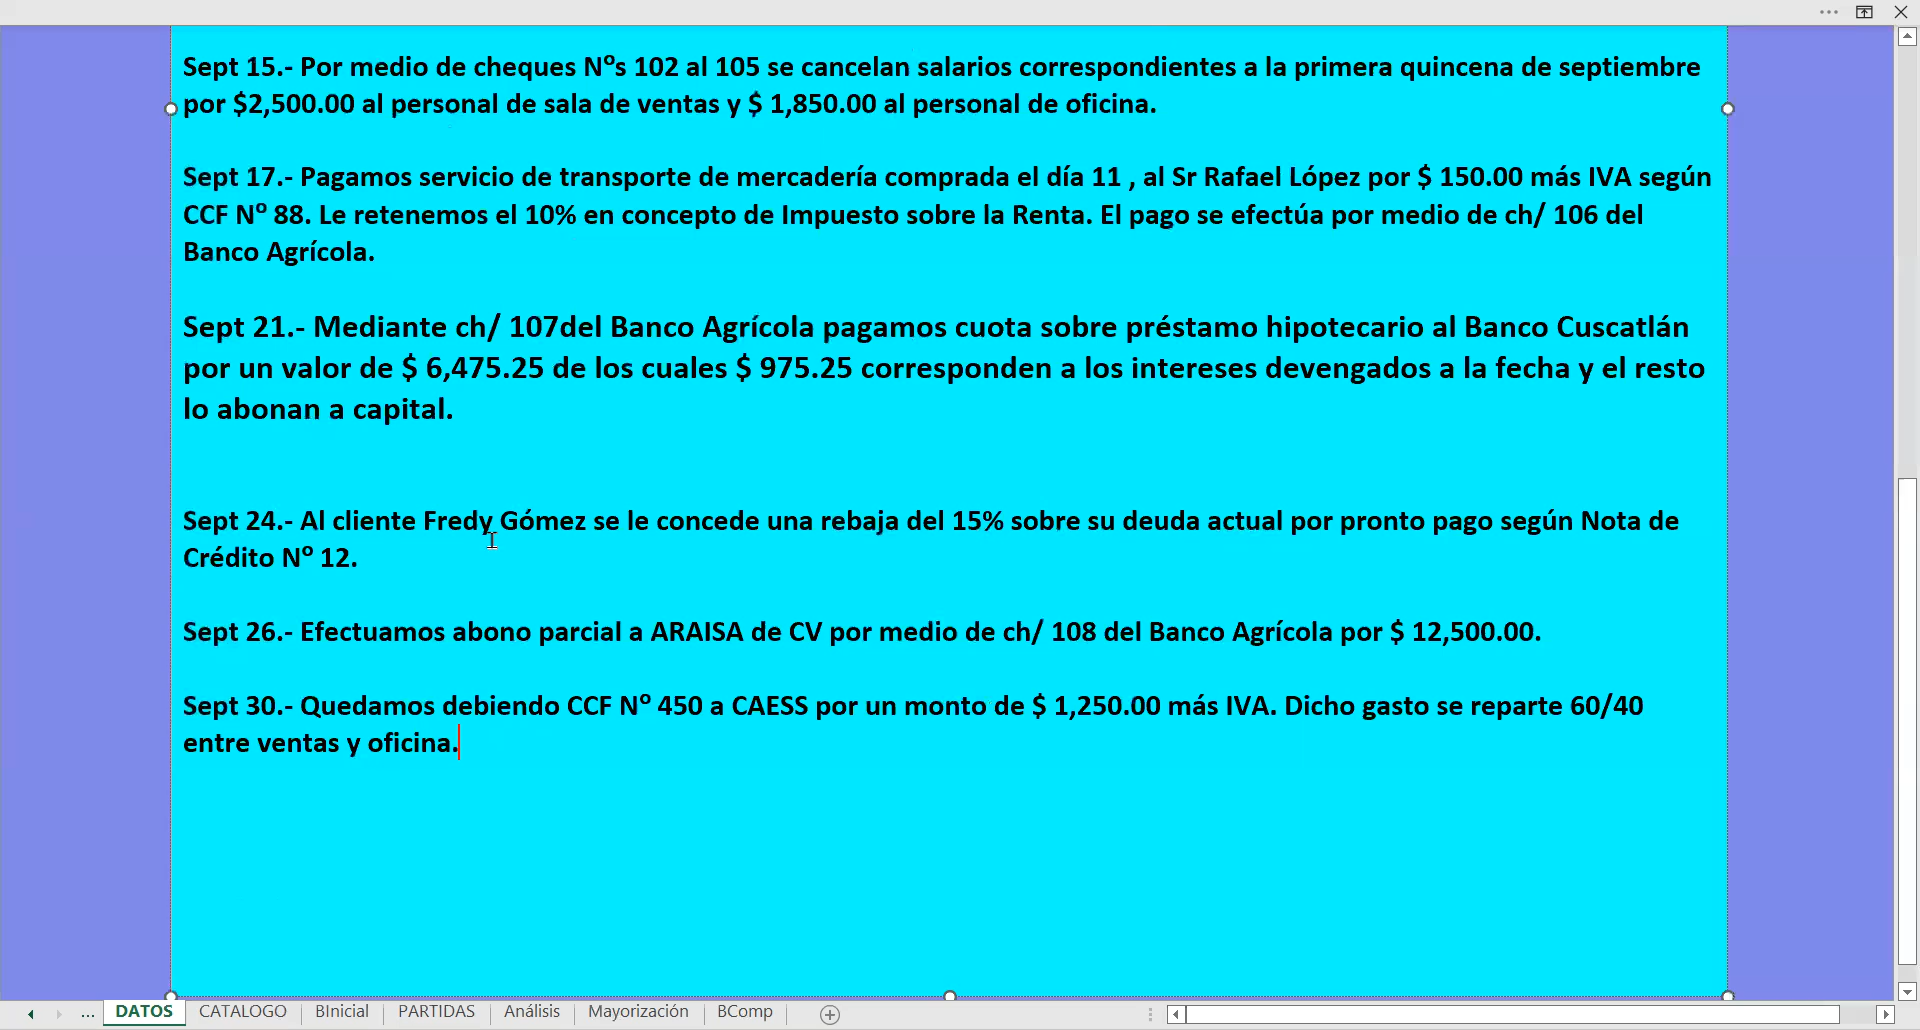 Sept 15.- Por medio de cheques Nºs 102 al 105 se cancelan salarios correspondientes a la primera quincena de septiembre
por $2,500.00 al personal de sala de ventas y $ 1,850.00 al personal de oficina.
Sept 17.- Pagamos servicio de transporte de mercadería comprada el día 11 , al Sr Rafael López por $ 150.00 más IVA según
CCF Nº 88. Le retenemos el 10% en concepto de Impuesto sobre la Renta. El pago se efectúa por medio de ch/ 106 del
Banco Agrícola.
Sept 21.- Mediante ch/ 107del Banco Agrícola pagamos cuota sobre préstamo hipotecario al Banco Cuscatlán
por un valor de $ 6,475.25 de los cuales $ 975.25 corresponden a los intereses devengados a la fecha y el resto
lo abonan a capital.
Sept 24.- Al cliente Fredy Gómez se le concede una rebaja del 15% sobre su deuda actual por pronto pago según Nota de
Crédito Nº 12.
Sept 26.- Efectuamos abono parcial a ARAISA de CV por medio de ch/ 108 del Banco Agrícola por $ 12,500.00.
Sept 30.- Quedamos debiendo CCF Nº 450 a CAESS por un monto de $ 1,250.00 más IVA. Dicho gasto se reparte 60/40
entre ventas y oficina.
... DATOS CATALOGO BInicial PARTIDAS Análisis Mayorización BComp